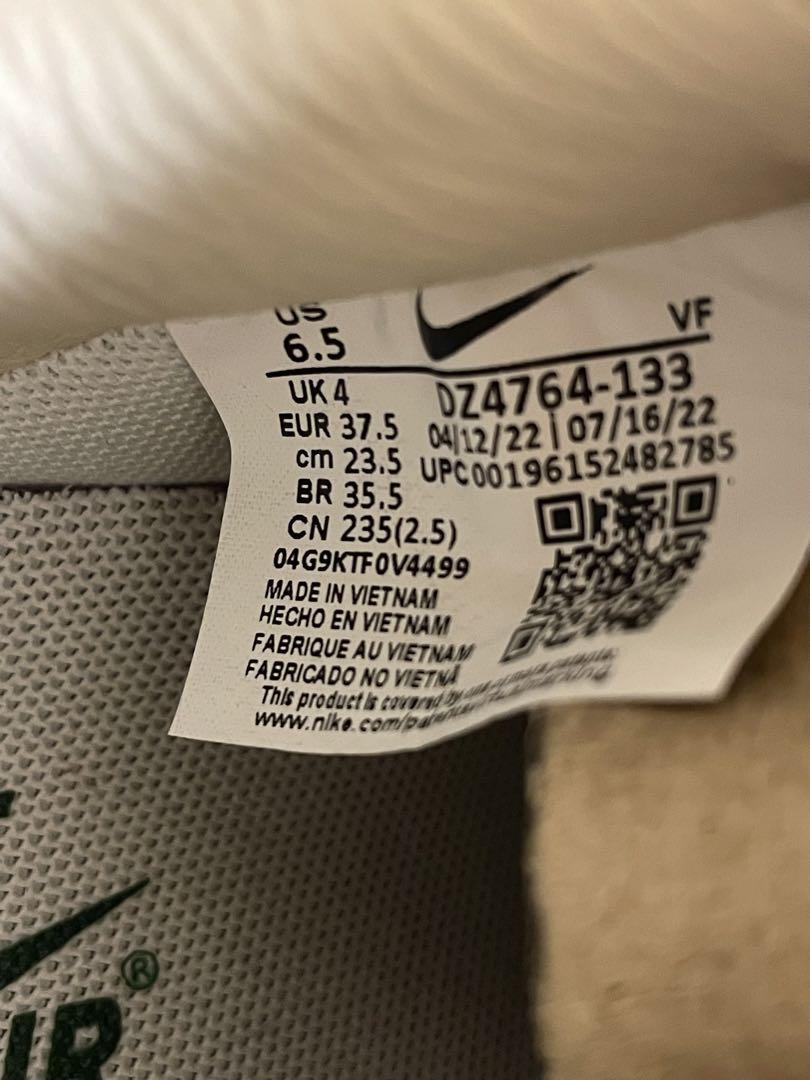 US
6.5
VF
UK 4
DZ4764-133
EUR 37.5
04/12/22 | 07/16/22
cm 23.5
UPC00196152482785
BR 35.5
CN 235(2.5)
04G9KTF0V4499
MADE IN VIETNAM
HECHO EN VIETNAM
FABRIQUE AU VIETNAM
FABRICADO NO VIETNÃ
This product is covered by
www.nike.com/
®
IR